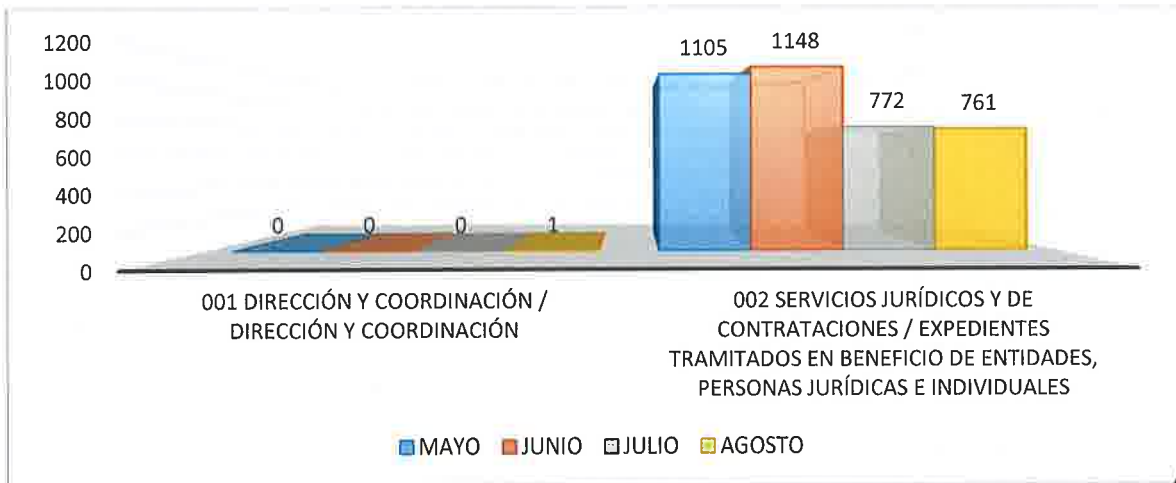 1200
1000
800
600
400
200
0
1105
1148
772
761
0
0
0
1
001 DIRECCIÓN Y COORDINACIÓN /
DIRECCIÓN Y COORDINACIÓN
002 SERVICIOS JURÍDICOS Y DE
CONTRATACIONES / EXPEDIENTES
TRAMITADOS EN BENEFICIO DE ENTIDADES,
PERSONAS JURÍDICAS E INDIVIDUALES
MAYO JUNIO JULIO AGOSTO